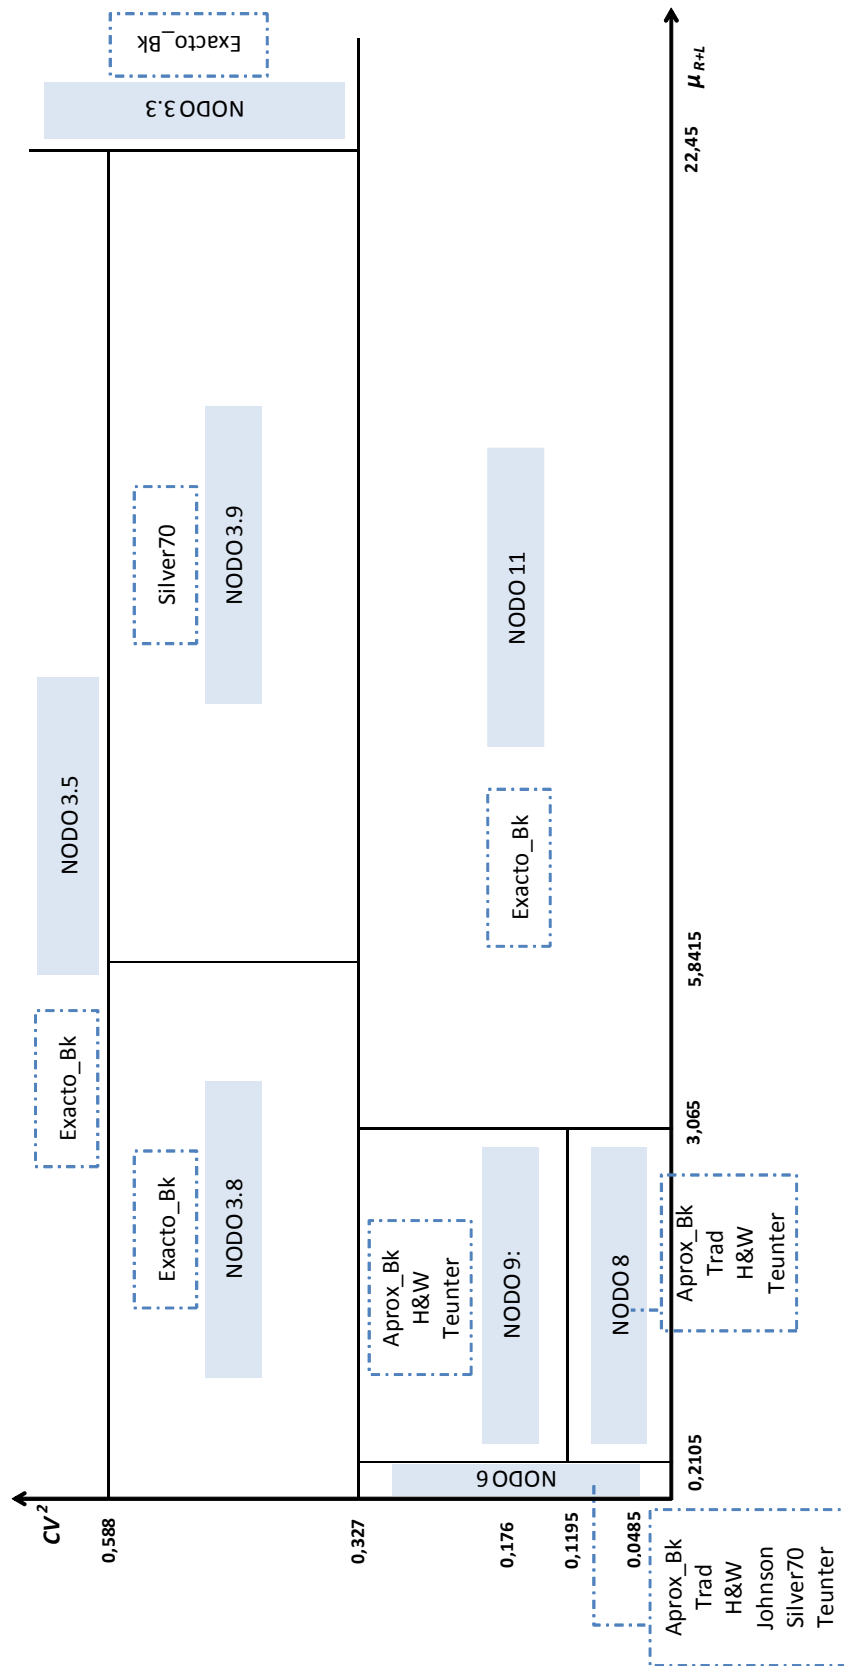 CV²
0,588
0,327
0,176
0,1195
0,0485
Exacto_Bk
NODO 3.5
Exacto_Bk
NODO 3.3
Exacto_Bk
NODO 3.8
Silver70
NODO 3.9
Aprox_Bk
H&W
Teunter
NODO 9:
NODO 6
NODO 8
Exacto_Bk
NODO 11
0,2105
3,065
5,8415
22,45
μ R+L
Aprox_Bk
Trad
H&W
Teunter
Aprox_Bk
Trad
H&W
Johnson
Silver70
Teunter